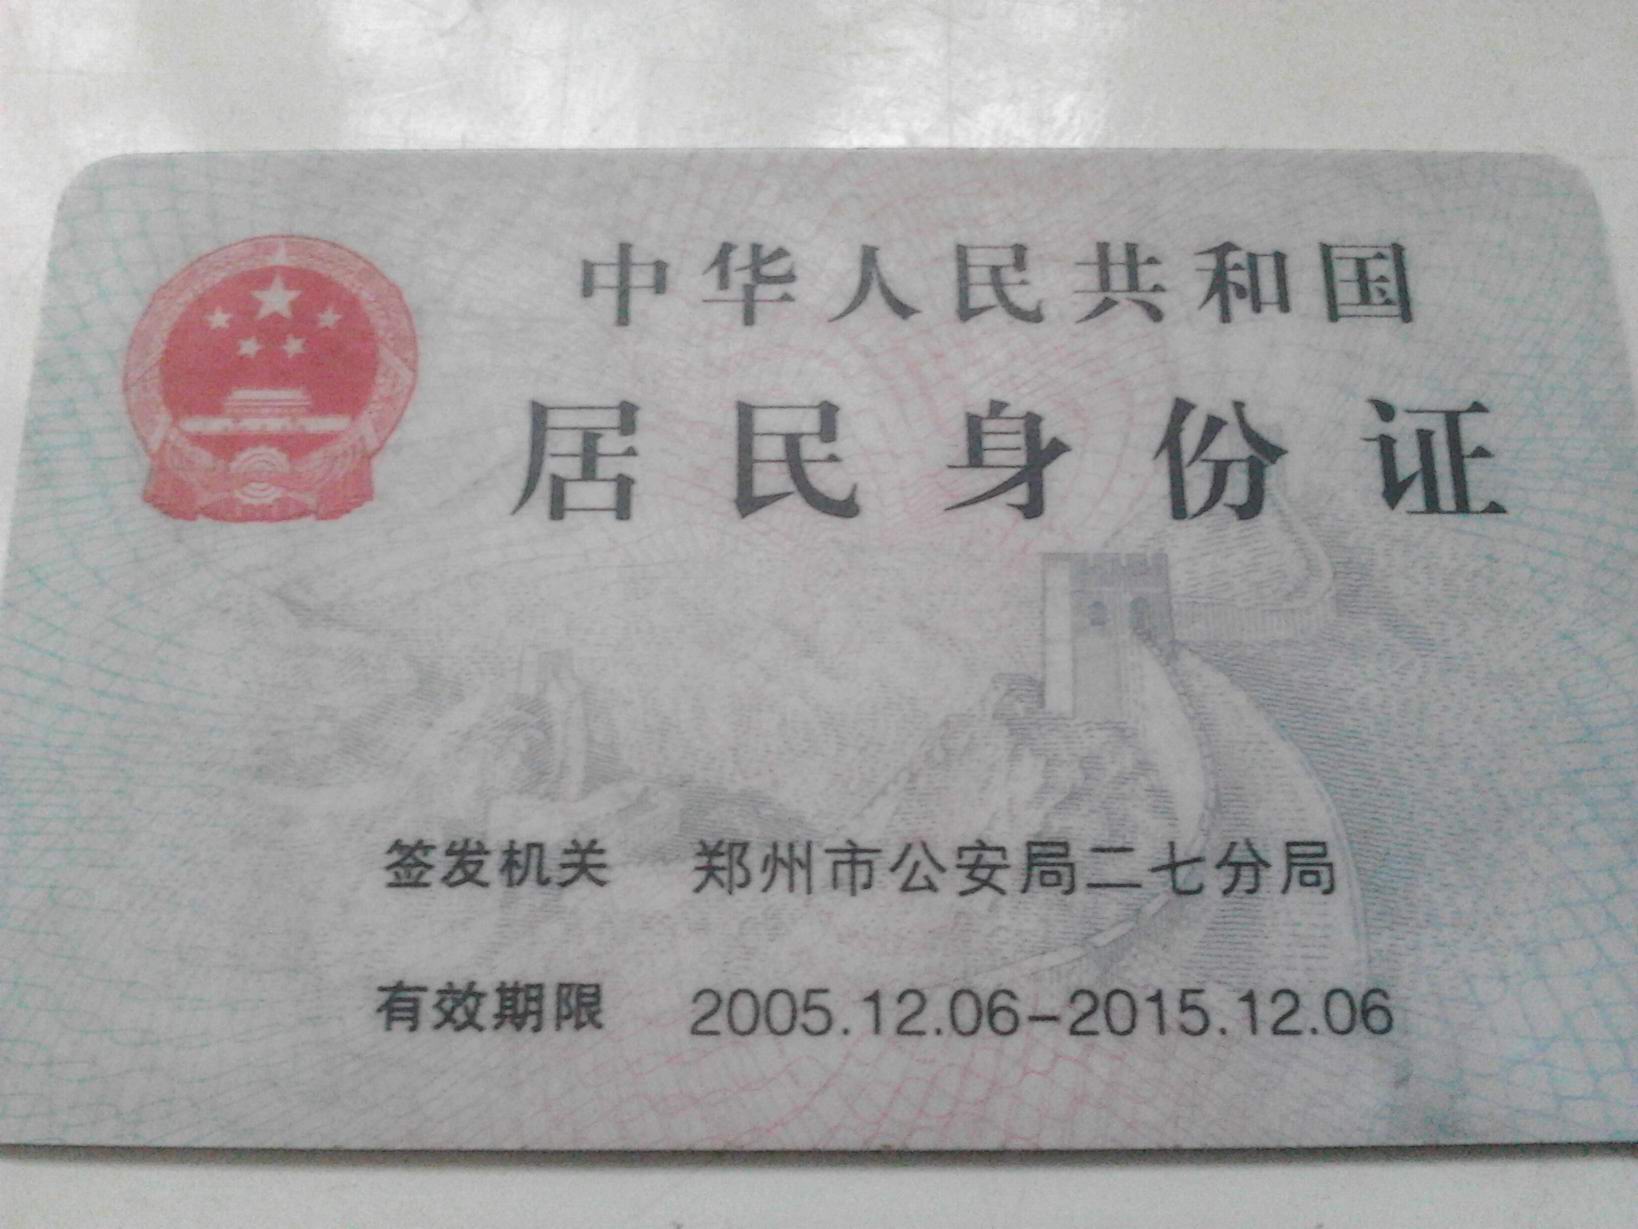 中华人民共和国
居民身份证
签发机关 郑州市公安局二七分局
有效期限 2005.12.06-2015.12.06